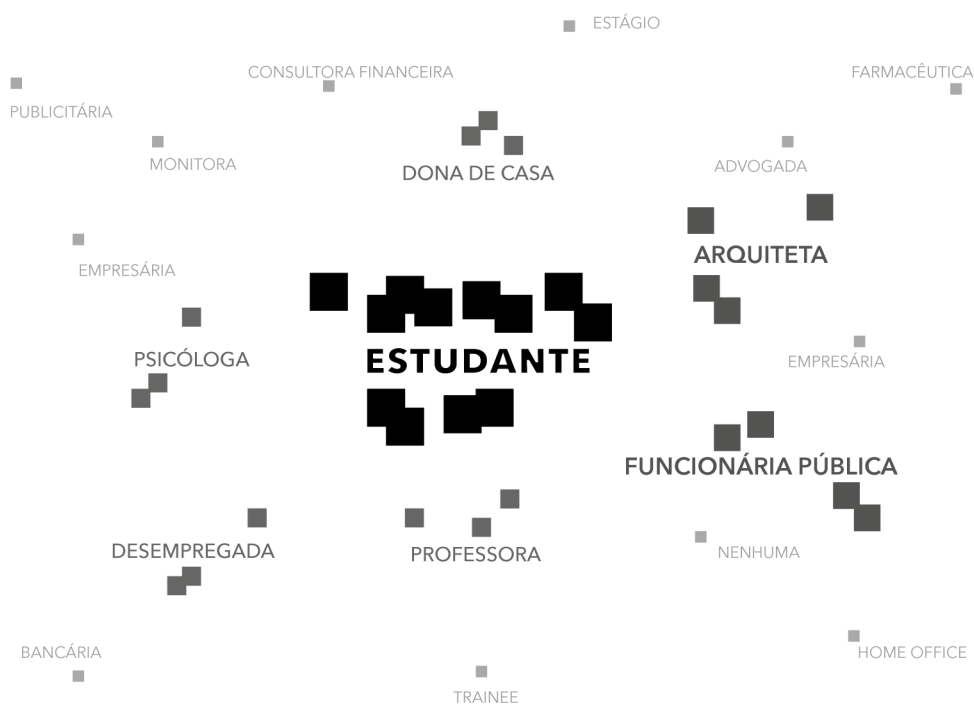 ESTÁGIO
CONSULTORA FINANCEIRA
FARMACÊUTICA
PUBLICITÁRIA
MONITORA
DONA DE CASA
ADVOGADA
ARQUITETA
EMPRESÁRIA
PSICÓLOGA
ESTUDANTE
EMPRESÁRIA
FUNCIONÁRIA PÚBLICA
DESEMPREGADA
PROFESSORA
NENHUMA
BANCÁRIA
HOME OFFICE
TRAINEE